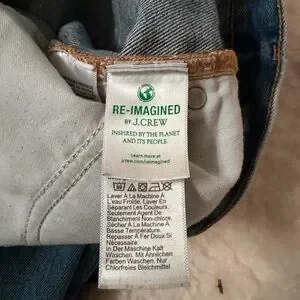 RE-IMAGINED
BY J.CREW
INSPIRED BY THE PLANET
AND ITS PEOPLE.
Learn more at
jcrew.com/reimagined
Laver À La Machine À
Eau Froide, Laver En
Séparant Les Couleurs.
Seulement Agent De
Blanchiment Non-chloré.
Sécher À La Machine À
Basse Température.
Repasser À Fer Doux Si
Nécessaire
In Der Maschine Kalt
Waschen. Mit Ähnlichen
Farben Waschen. Nur
Chlorfreies Bleichmittel